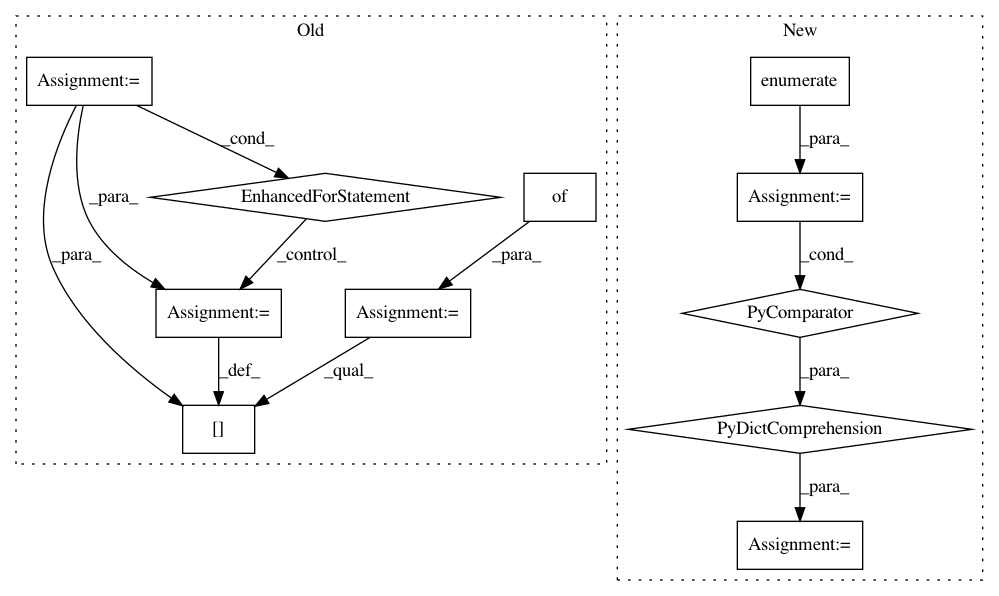 Old
New
Assignment:=
enumerate
_cond_
_para_
EnhancedForStatement
of
Assignment:=
_para_
_para_
_control_
_para_
_cond_
Assignment:=
Assignment:=
PyComparator
_def_
_qual_
_para_
[]
PyDictComprehension
_para_
Assignment:=